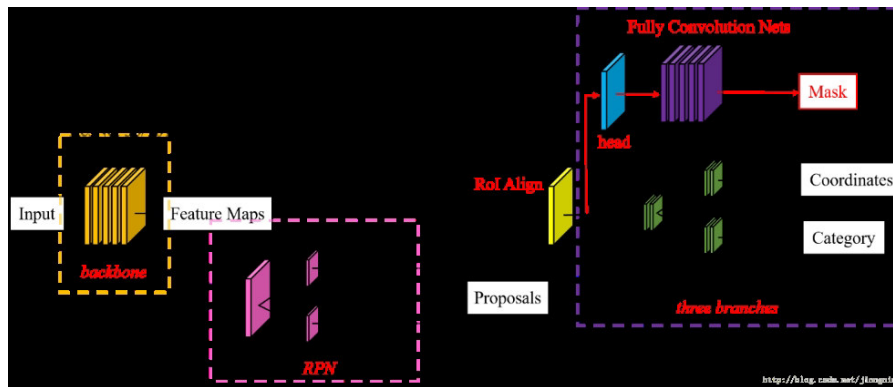 Fully Convolution Nets
Mask
head
RoI Align
Coordinates
Input
Feature Maps
Category
backbone
Proposals
three branches
RPN